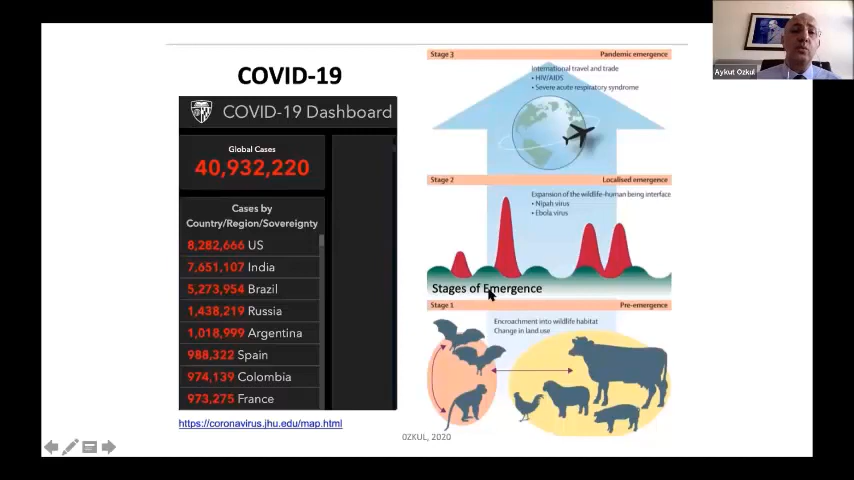 COVID-19
COVID-19 Dashboard
Global Cases
40,932,220
Cases by
Country/Region/Sovereignty
8,282,666 US
7,651,107 India
5,273,954 Brazil
1,438,219 Russia
1,018,999 Argentina
988,322 Spain
974,139 Colombia
973,275 France
https://coronavirus.jhu.edu/map.html
Stage 3 Pandemic emergence
International travel and trade
• HIV/AIDS
• Severe acute respiratory syndrome
Stage 2 Localised emergence
Expansion of the wildlife-human being interface
• Nipah virus
• Ebola virus
Stages of Emergence
Stage 1 Pre-emergence
Encroachment into wildlife habitat
Change in land use
OZKUL, 2020
Aykut Ozkul